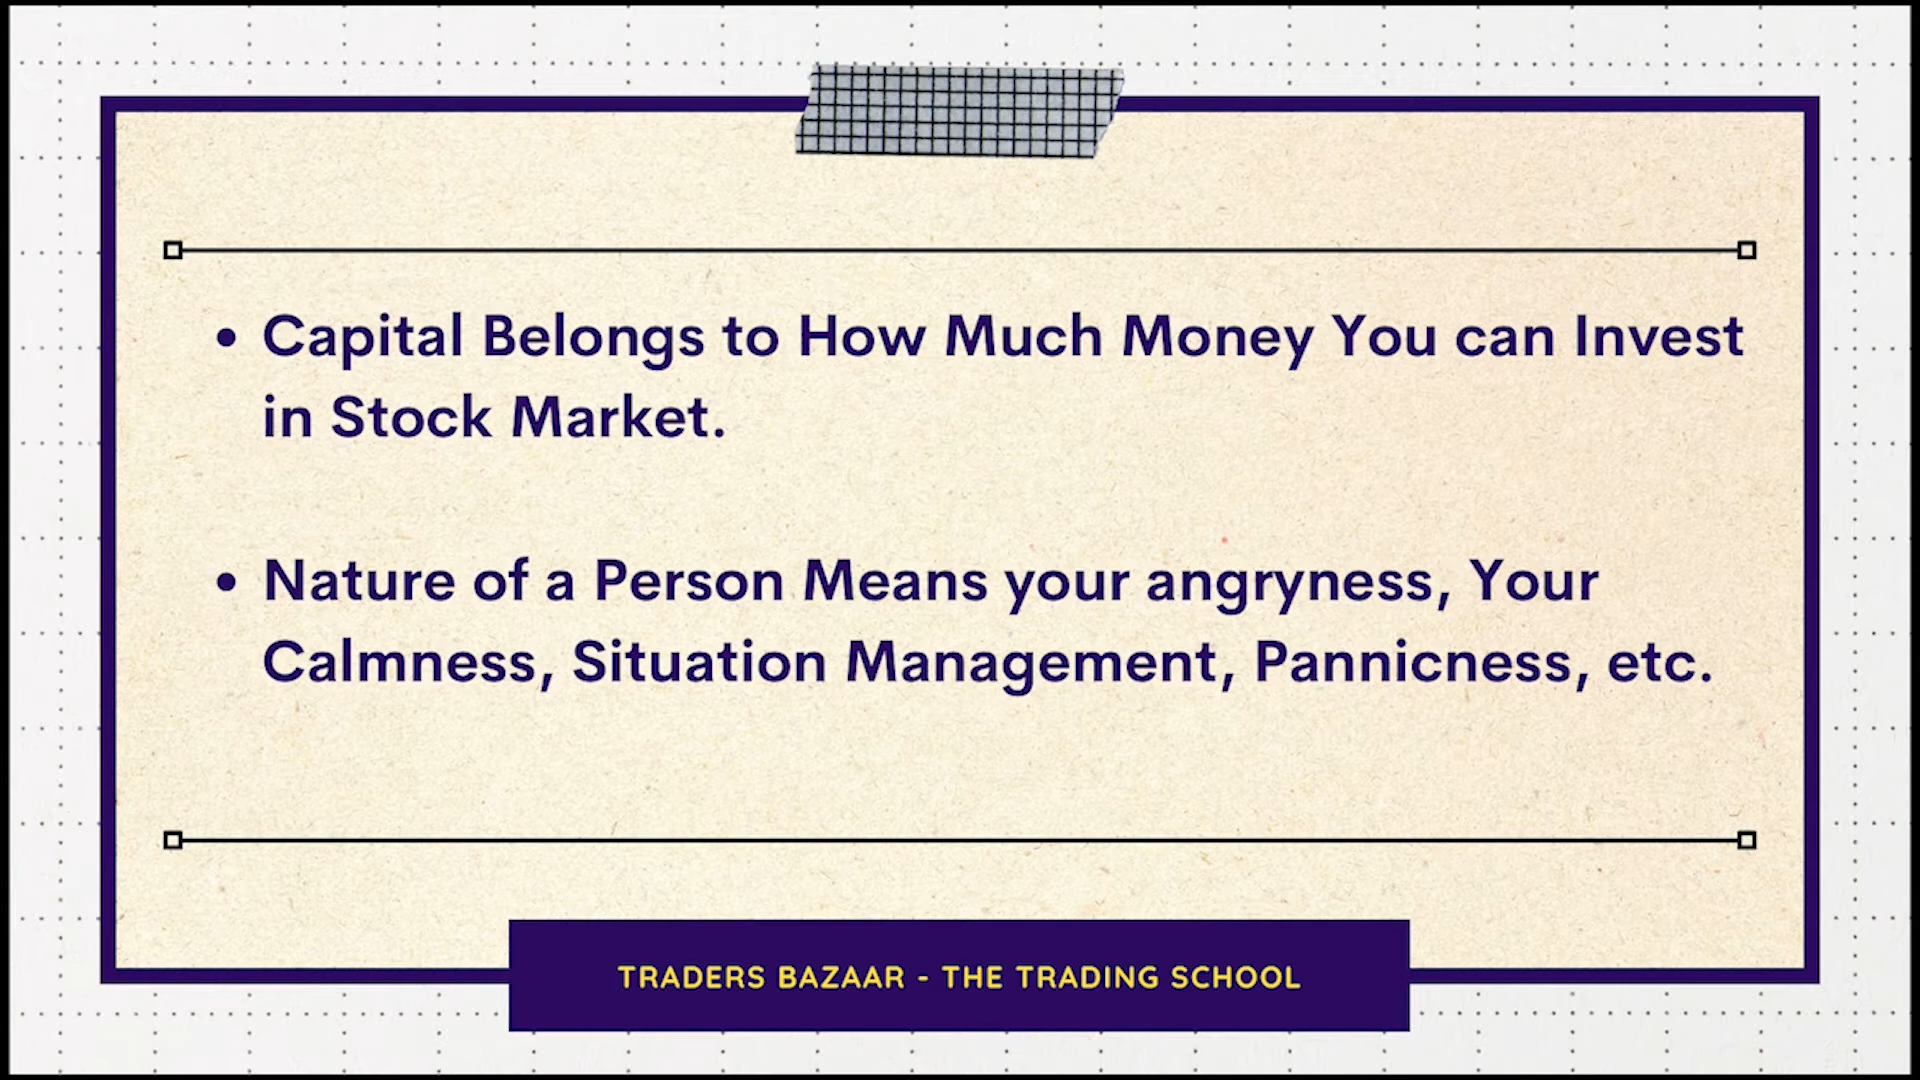 • Capital Belongs to How Much Money You can Invest
in Stock Market.
• Nature of a Person Means your angryness, Your
Calmness, Situation Management, Pannicness, etc.
TRADERS BAZAAR - THE TRADING SCHOOL